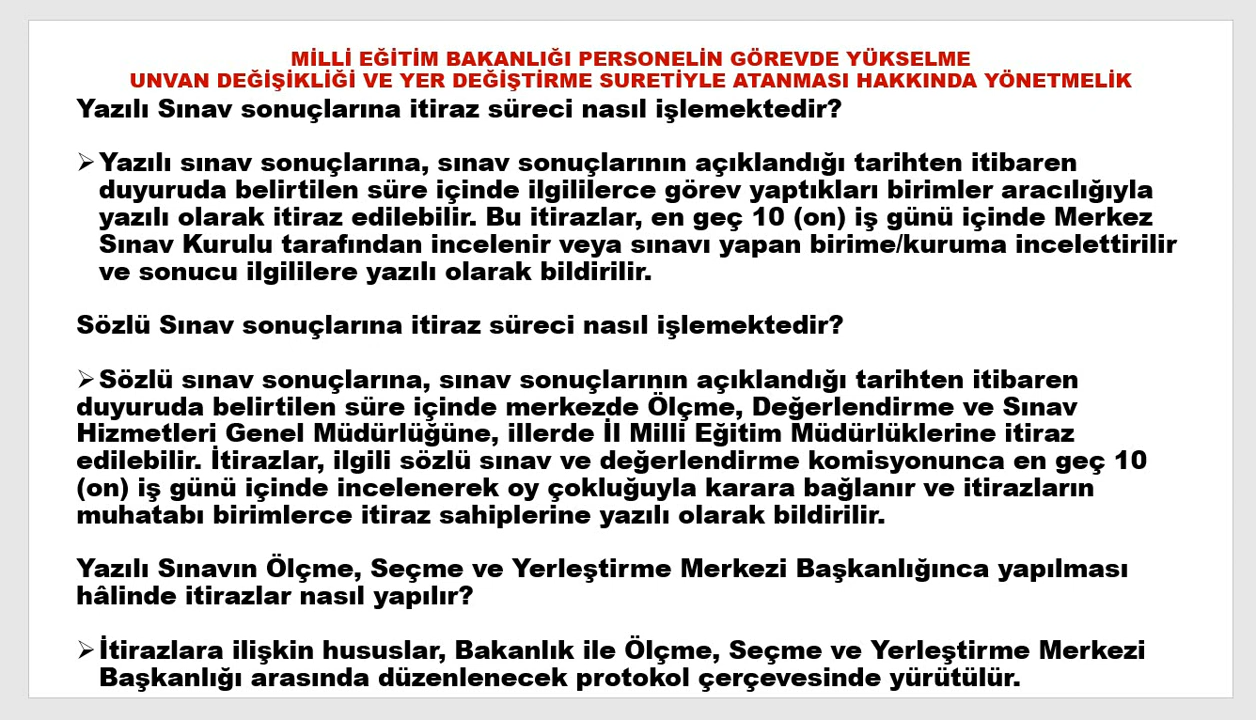 MİLLİ EĞİTİM BAKANLIĞI PERSONELİN GÖREVDE YÜKSELME
UNVAN DEĞİŞİKLİĞİ VE YER DEĞİŞTİRME SURETİYLE ATANMASI HAKKINDA YÖNETMELİK
Yazılı Sınav sonuçlarına itiraz süreci nasıl işlemektedir?
➢ Yazılı sınav sonuçlarına, sınav sonuçlarının açıklandığı tarihten itibaren
duyuruda belirtilen süre içinde ilgililerce görev yaptıkları birimler aracılığıyla
yazılı olarak itiraz edilebilir. Bu itirazlar, en geç 10 (on) iş günü içinde Merkez
Sınav Kurulu tarafından incelenir veya sınavı yapan birime/kuruma incelettirilir
ve sonucu ilgililere yazılı olarak bildirilir.
Sözlü Sınav sonuçlarına itiraz süreci nasıl işlemektedir?
➢ Sözlü sınav sonuçlarına, sınav sonuçlarının açıklandığı tarihten itibaren
duyuruda belirtilen süre içinde merkezde Ölçme, Değerlendirme ve Sınav
Hizmetleri Genel Müdürlüğüne, illerde İl Milli Eğitim Müdürlüklerine itiraz
edilebilir. İtirazlar, ilgili sözlü sınav ve değerlendirme komisyonunca en geç 10
(on) iş günü içinde incelenerek oy çokluğuyla karara bağlanır ve itirazların
muhatabı birimlerce itiraz sahiplerine yazılı olarak bildirilir.
Yazılı Sınavın Ölçme, Seçme ve Yerleştirme Merkezi Başkanlığınca yapılması
hâlinde itirazlar nasıl yapılır?
➢ İtirazlara ilişkin hususlar, Bakanlık ile Ölçme, Seçme ve Yerleştirme Merkezi
Başkanlığı arasında düzenlenecek protokol çerçevesinde yürütülür.